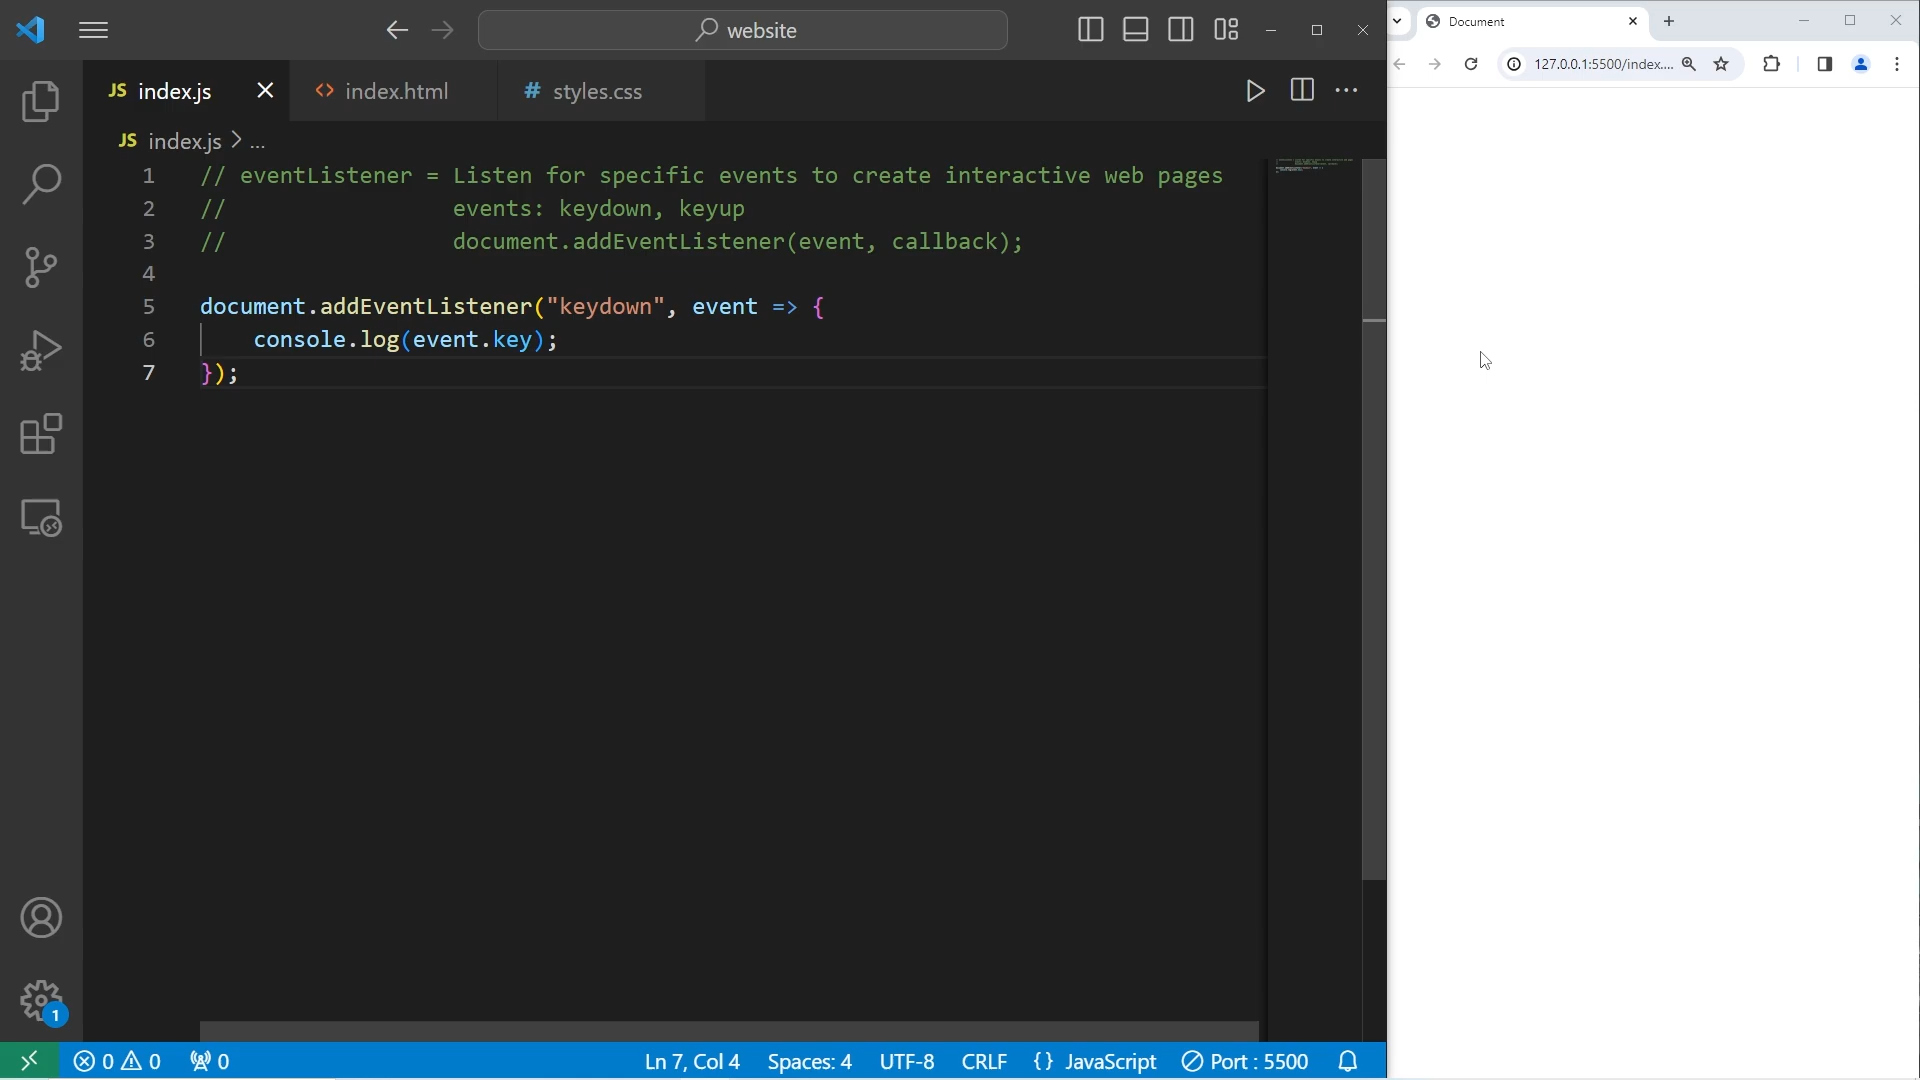 website
Document
127.0.0.1:5500/index....
JS index.js
<> index.html
# styles.css
JS index.js > ...
1 // eventListener = Listen for specific events to create interactive web pages
2 // events: keydown, keyup
3 // document.addEventListener(event, callback);
4
5 document.addEventListener("keydown", event => {
6 console.log(event.key);
7 });
1
0 0 0
Ln 7, Col 4
Spaces: 4
UTF-8
CRLF
{ } JavaScript
Port : 5500